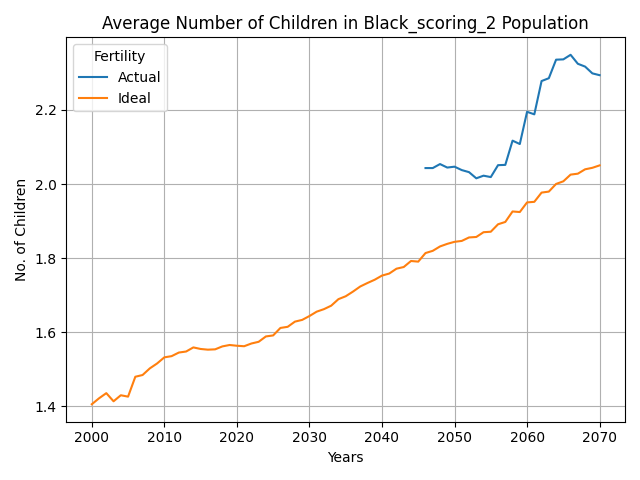 Average Number of Children in Black_scoring_2 Population
Fertility
Actual
Ideal
No. of Children
2.2
2.0
1.8
1.6
1.4
2000 2010 2020 2030 2040 2050 2060 2070
Years